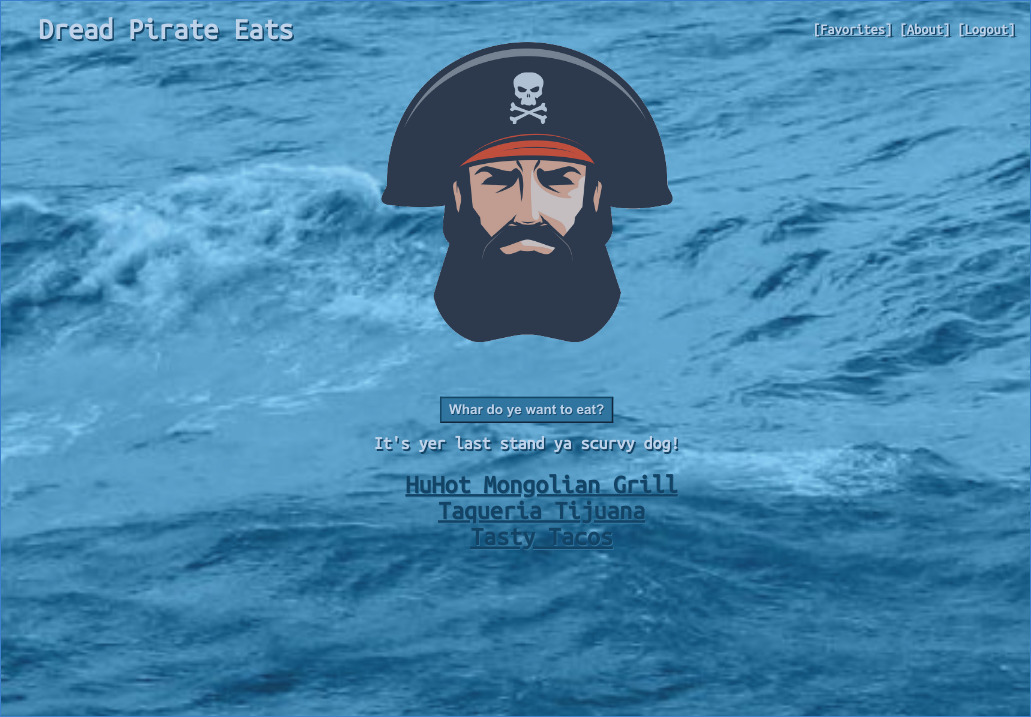 Dread Pirate Eats
[Favorites] [About] [Logout]
Whar do ye want to eat?
It's yer last stand ya scurvy dog!
HuHot Mongolian Grill
Taqueria Tijuana
Tasty Tacos